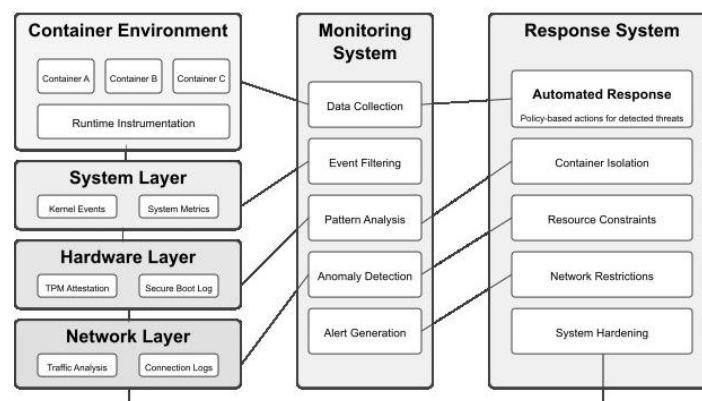 Container Environment
Container A
Container B
Container C
Runtime Instrumentation
System Layer
Kernel Events
System Metrics
Hardware Layer
TPM Attestation
Secure Boot Log
Network Layer
Traffic Analysis
Connection Logs
Monitoring
System
Data Collection
Event Filtering
Pattern Analysis
Anomaly Detection
Alert Generation
Response System
Automated Response
Policy-based actions for detected threats
Container Isolation
Resource Constraints
Network Restrictions
System Hardening